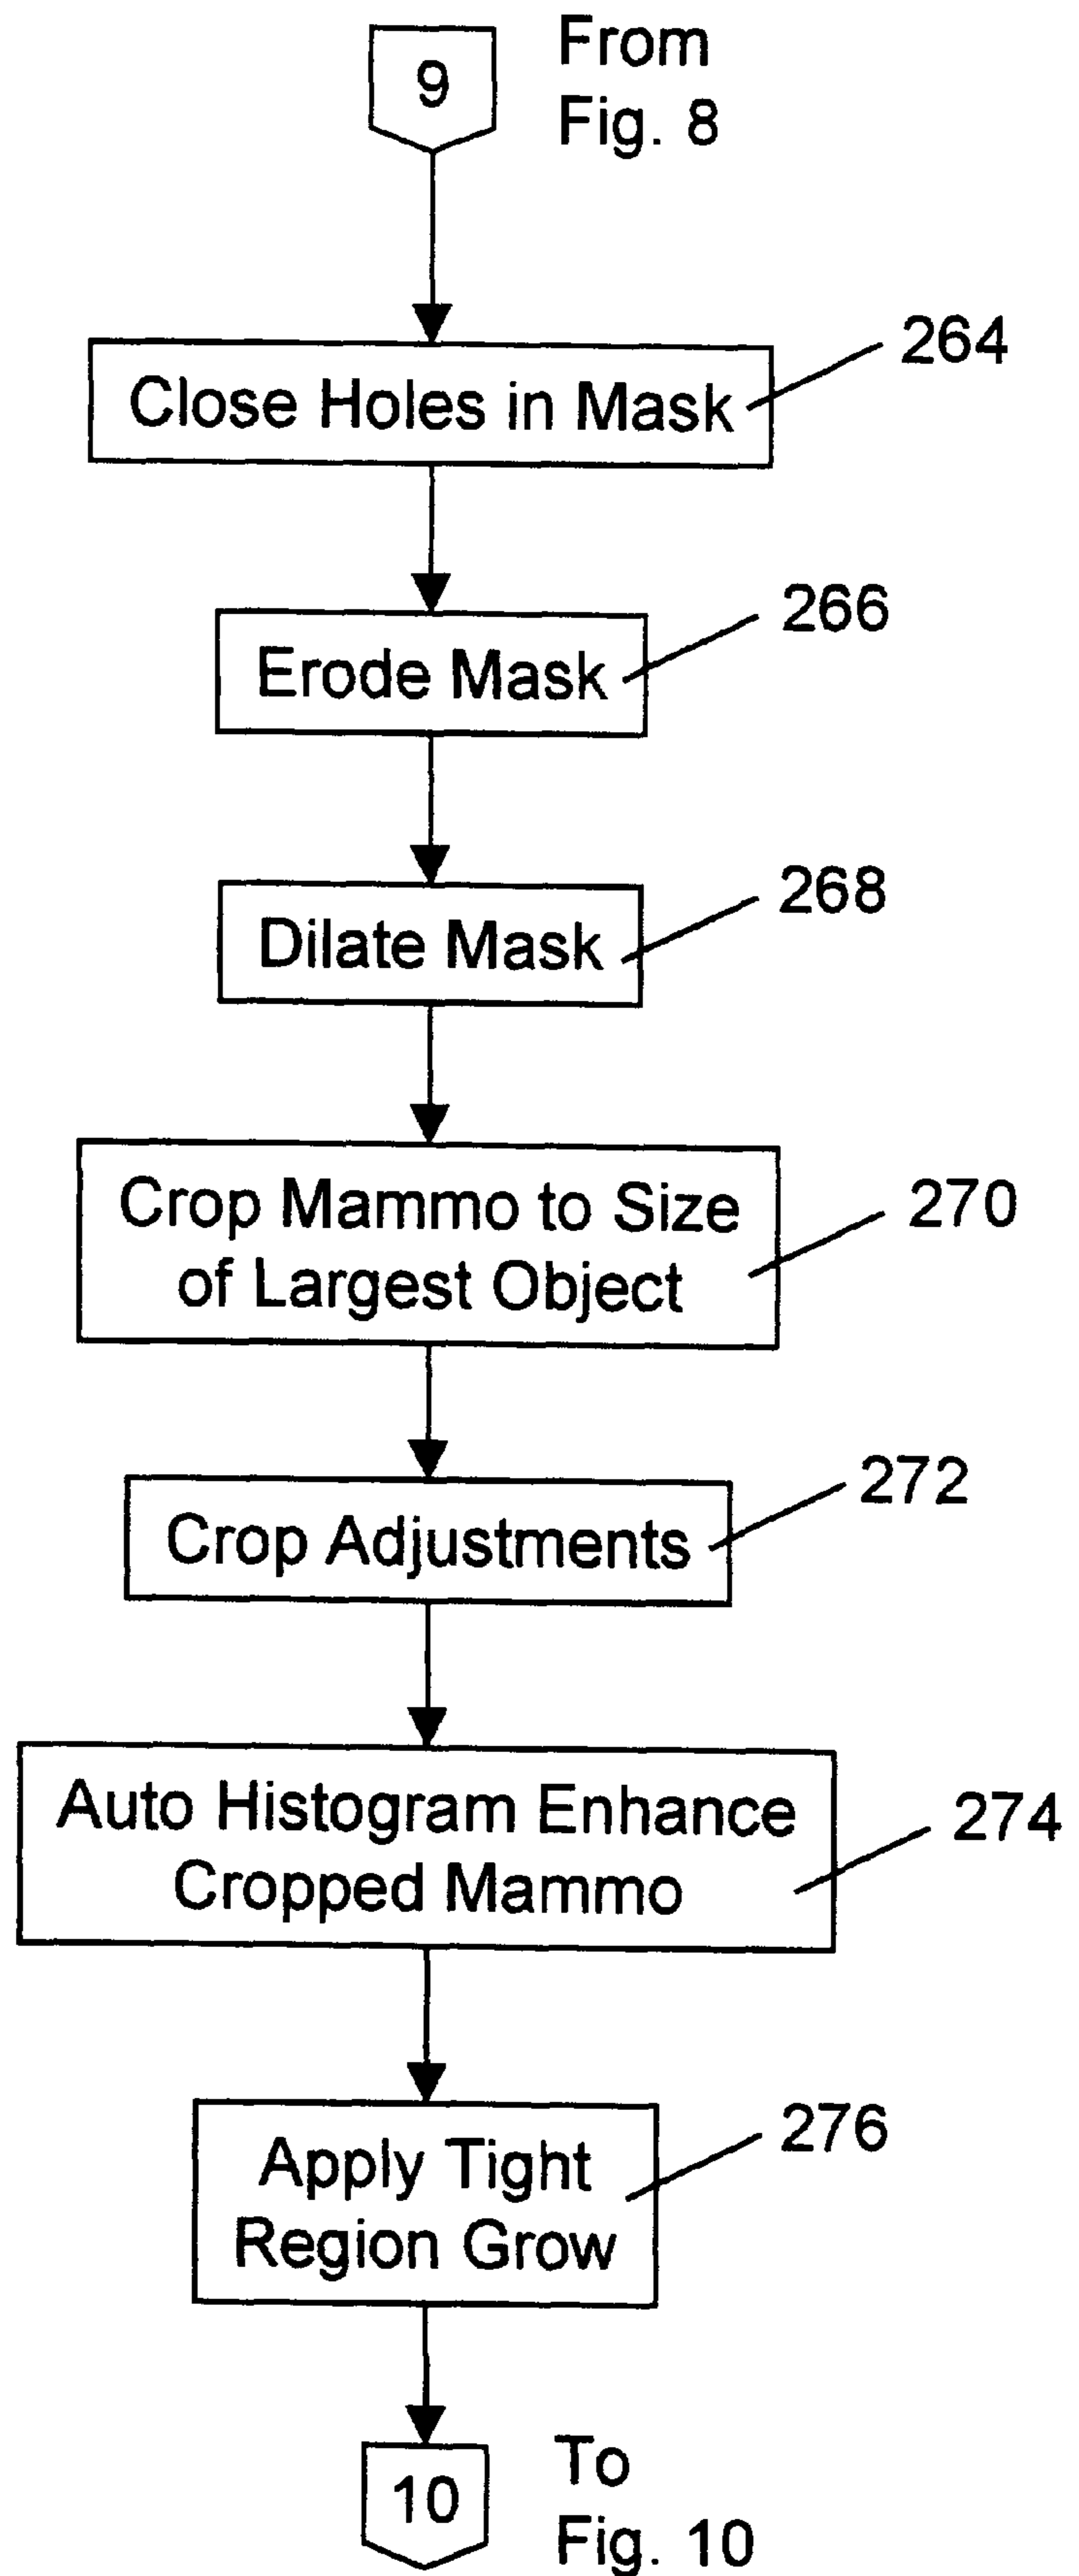 9
From
Fig. 8
Close Holes in Mask
264
Erode Mask
266
Dilate Mask
268
Crop Mammo to Size
of Largest Object
270
Crop Adjustments
272
Auto Histogram Enhance
Cropped Mammo
274
Apply Tight
Region Grow
276
10
To
Fig. 10